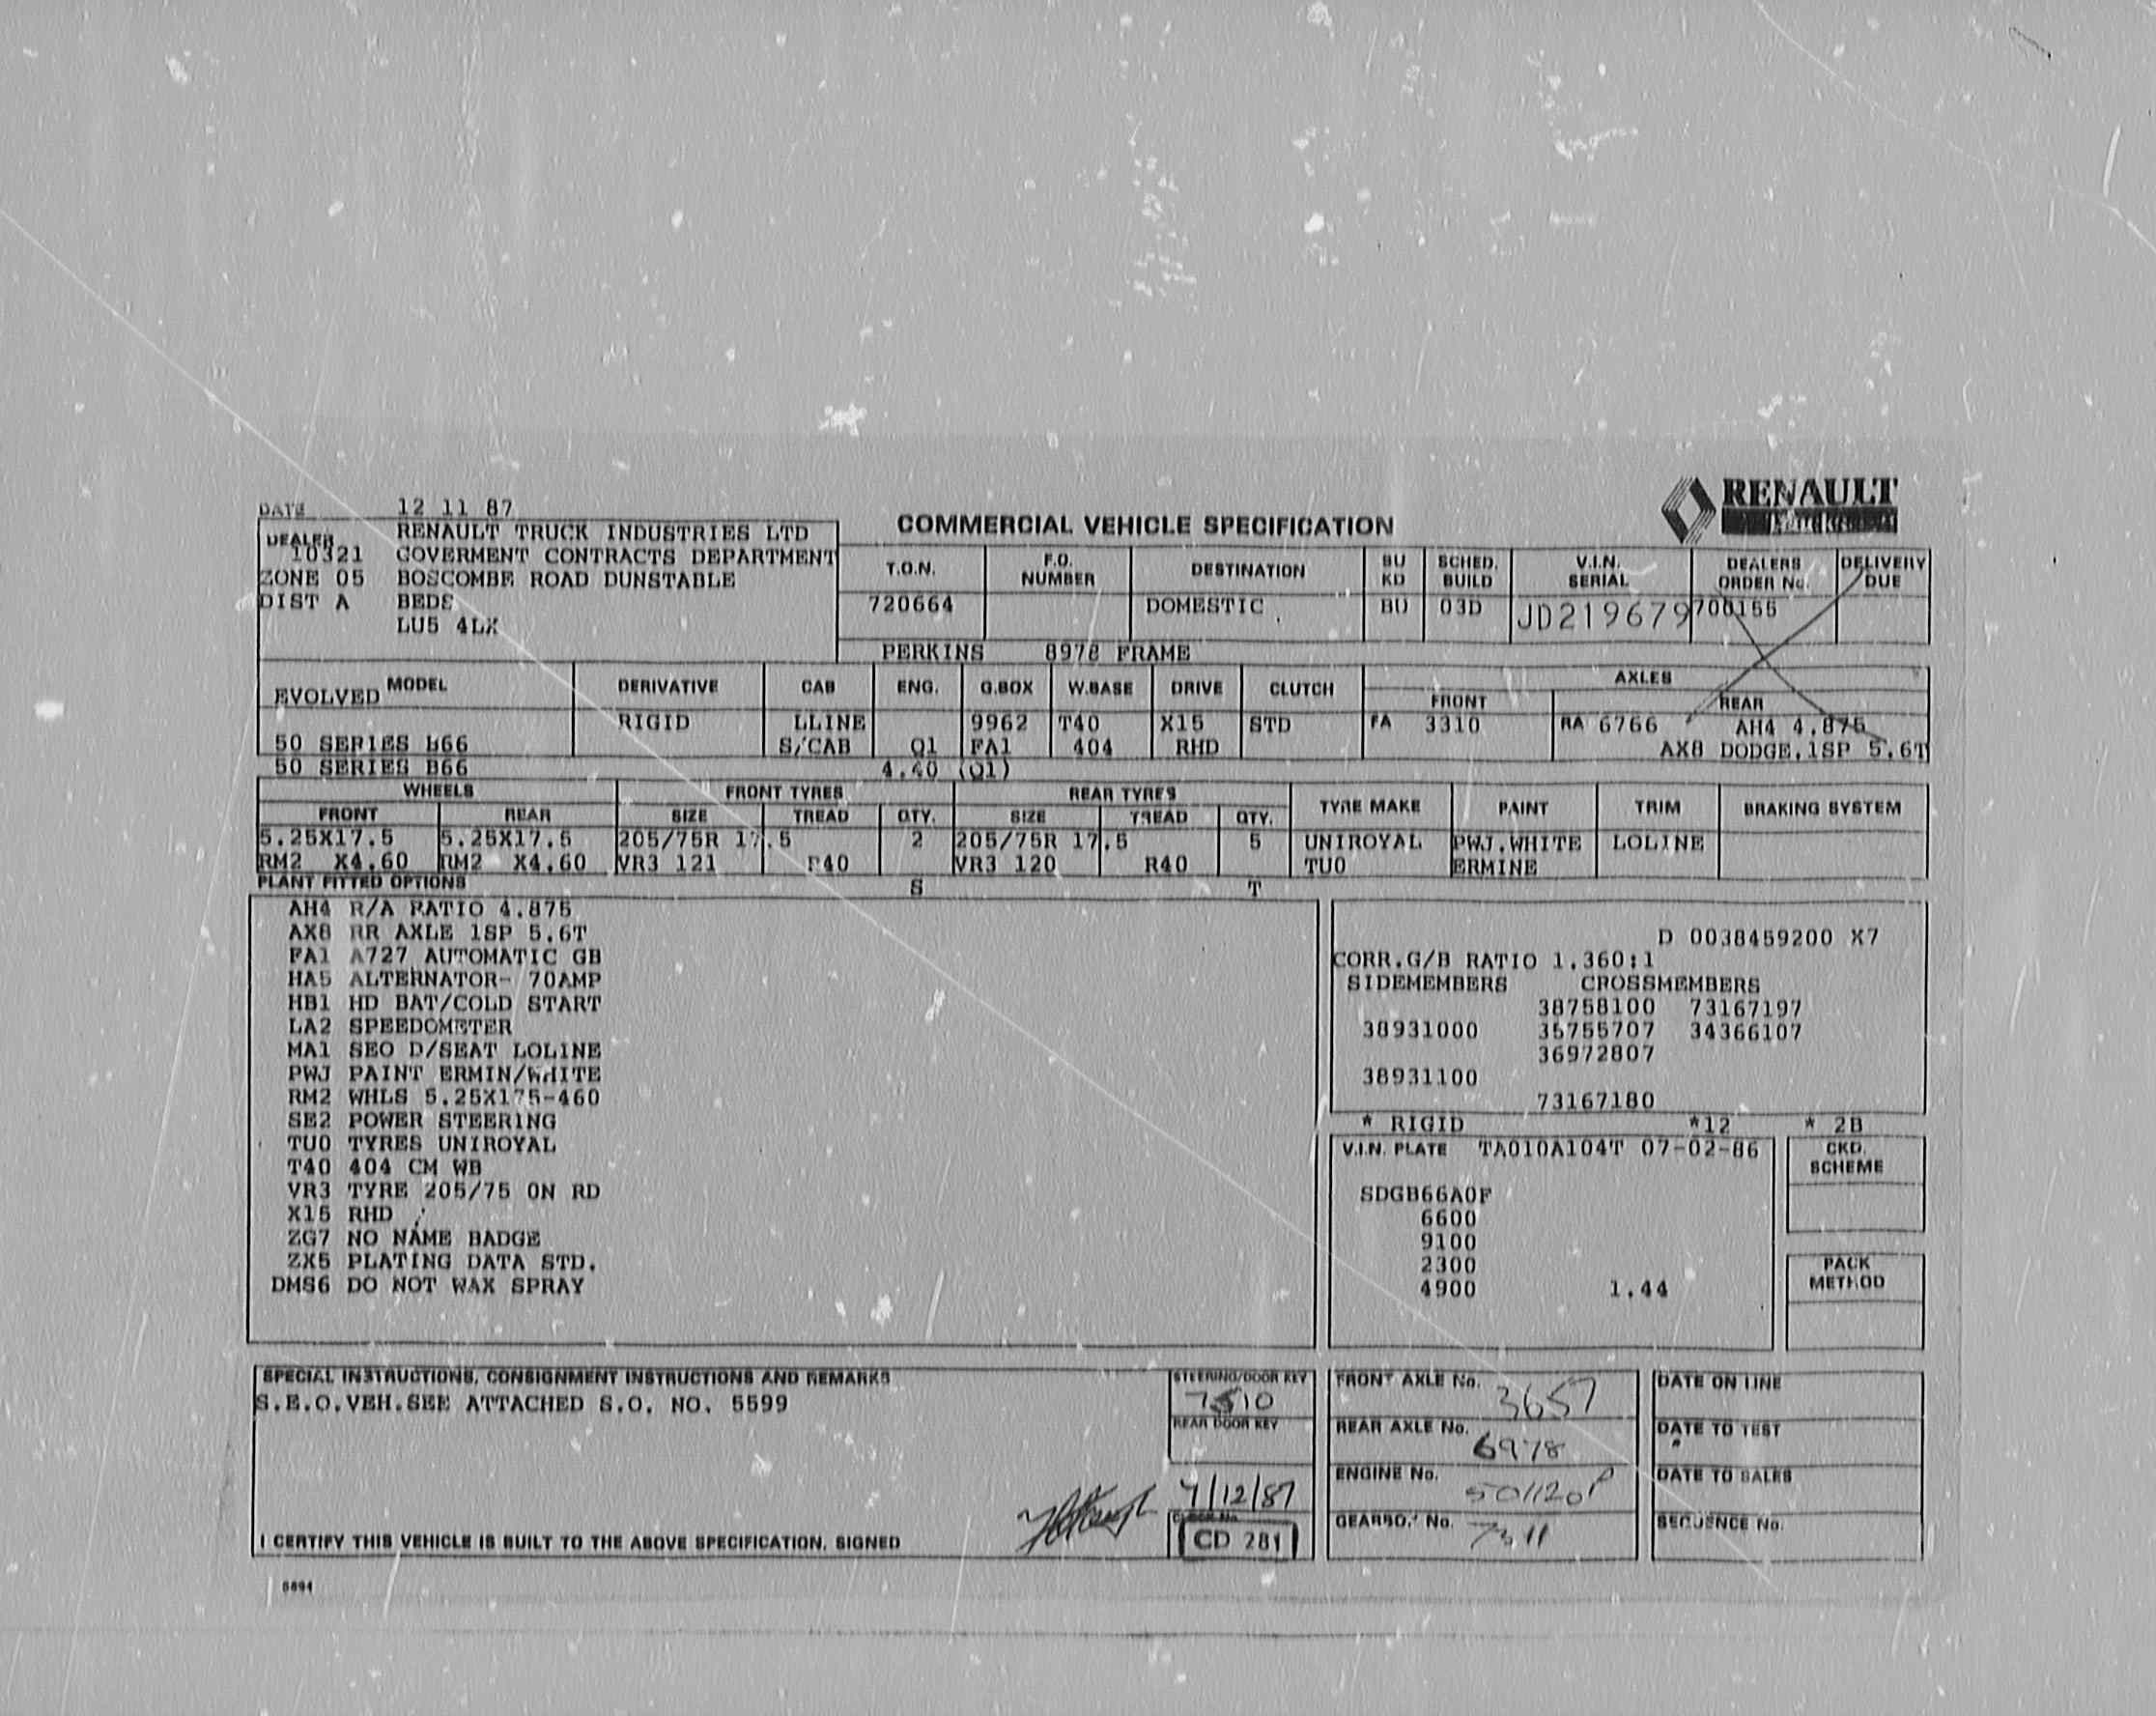 RENAULT
DATE 12 11 87
COMMERCIAL VEHICLE SPECIFICATION
DEALER RENAULT TRUCK INDUSTRIES LTD
10321 GOVERMENT CONTRACTS DEPARTMENT
ZONE 05 BOSCOMBE ROAD DUNSTABLE
DIST A BEDS
LU5 4LX
T.O.N. F.O. NUMBER DESTINATION BU KD SCHED. BUILD V.I.N. SERIAL DEALERS ORDER No. DELIVERY DUE
720664 DOMESTIC BU 03D JD219679 700155
PERKINS 8978 FRAME
MODEL DERIVATIVE CAB ENG. G.BOX W.BASE DRIVE CLUTCH AXLES
FRONT REAR
EVOLVED
RIGID LLINE 9962 T40 X15 STD FA 3310 RA 6766 AH4 4.875
50 SERIES B66 S/CAB Q1 FA1 404 RHD AX8 DODGE.1SP 5.6T
50 SERIES B66 4.40 (Q1)
WHEELS FRONT TYRES REAR TYRES TYRE MAKE PAINT TRIM BRAKING SYSTEM
FRONT REAR SIZE TREAD QTY. SIZE TREAD QTY.
5.25X17.5 5.25X17.5 205/75R 17.5 2 205/75R 17.5 5 UNIROYAL PWJ.WHITE LOLINE
RM2 X4.60 RM2 X4.60 VR3 121 R40 VR3 120 R40 TU0 ERMINE
PLANT FITTED OPTIONS S T
AH4 R/A RATIO 4.875
AX8 RR AXLE 1SP 5.6T
FA1 A727 AUTOMATIC GB
HA5 ALTERNATOR- 70AMP
HB1 HD BAT/COLD START
LA2 SPEEDOMETER
MA1 SEO D/SEAT LOLINE
PWJ PAINT ERMIN/WHITE
RM2 WHLS 5.25X175-460
SE2 POWER STEERING
TU0 TYRES UNIROYAL
T40 404 CM WB
VR3 TYRE 205/75 ON RD
X15 RHD
ZG7 NO NAME BADGE
ZX5 PLATING DATA STD.
DMS6 DO NOT WAX SPRAY
D 0038459200 X7
CORR.G/B RATIO 1.360:1
SIDEMEMBERS CROSSMEMBERS
38758100 73167197
38931000 35755707 34366107
36972807
38931100
73167180
* RIGID *12 * 2B
V.I.N. PLATE TA010A104T 07-02-86
SDGB66A0F
6600
9100
2300
4900 1.44
CKD. SCHEME
PACK METHOD
SPECIAL INSTRUCTIONS, CONSIGNMENT INSTRUCTIONS AND REMARKS
S.E.O.VEH.SEE ATTACHED S.O. NO. 5599
I CERTIFY THIS VEHICLE IS BUILT TO THE ABOVE SPECIFICATION. SIGNED
STEERING/DOOR KEY
7510
REAR DOOR KEY
7/12/87
CD 281
FRONT AXLE No. 3657
REAR AXLE No. 6978
ENGINE No. 501120P
GEARBOX No. 7311
DATE ON LINE
DATE TO TEST
DATE TO SALES
SEQUENCE No.
5694